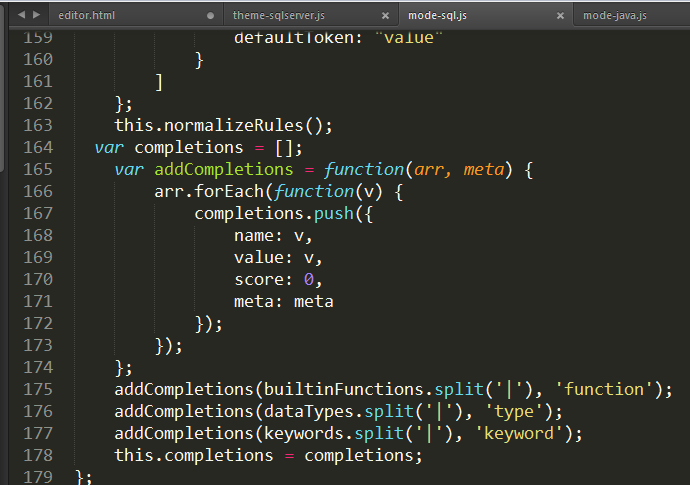 editor.html theme-sqlserver.js mode-sql.js mode-java.js
159 defaultToken: "value"
160 }
161 ]
162 };
163 this.normalizeRules();
164 var completions = [];
165 var addCompletions = function(arr, meta) {
166 arr.forEach(function(v) {
167 completions.push({
168 name: v,
169 value: v,
170 score: 0,
171 meta: meta
172 });
173 });
174 };
175 addCompletions(builtinFunctions.split('|'), 'function');
176 addCompletions(dataTypes.split('|'), 'type');
177 addCompletions(keywords.split('|'), 'keyword');
178 this.completions = completions;
179 };